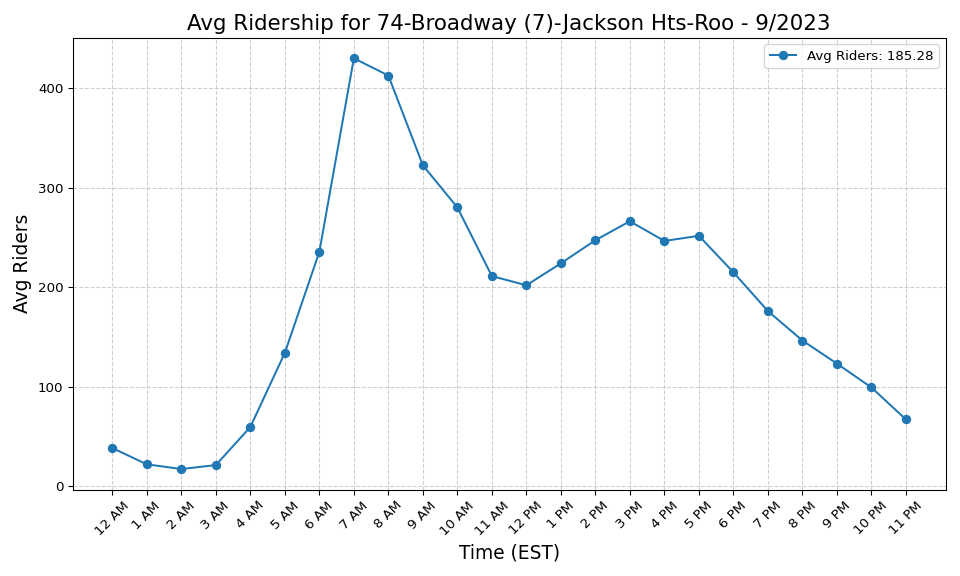 Avg Ridership for 74-Broadway (7)-Jackson Hts-Roo - 9/2023
Avg Riders: 185.28
Avg Riders
400
300
200
100
0
12 AM
1 AM
2 AM
3 AM
4 AM
5 AM
6 AM
7 AM
8 AM
9 AM
10 AM
11 AM
12 PM
1 PM
2 PM
3 PM
4 PM
5 PM
6 PM
7 PM
8 PM
9 PM
10 PM
11 PM
Time (EST)